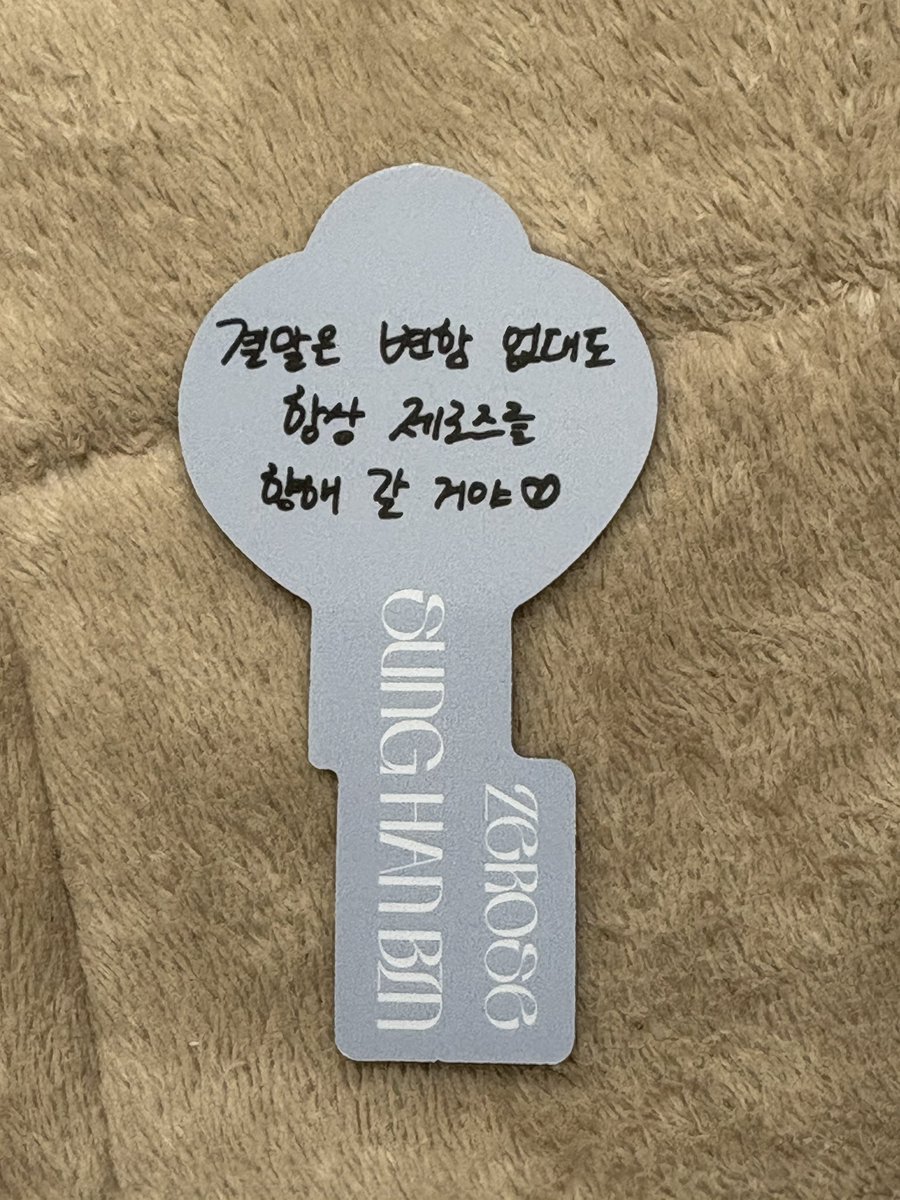 결말은 변함 없대도
항상 제로즈를
향해 갈 거야♡
SUNG HAN BIN
ZEROSE